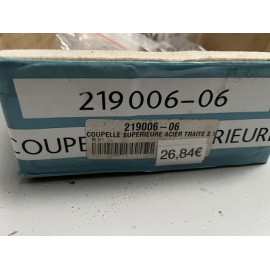 219006-06
COUPE
RIEURE
219006-06
COUPELLE SUPERIEURE ACIER TRAITE
26,84€